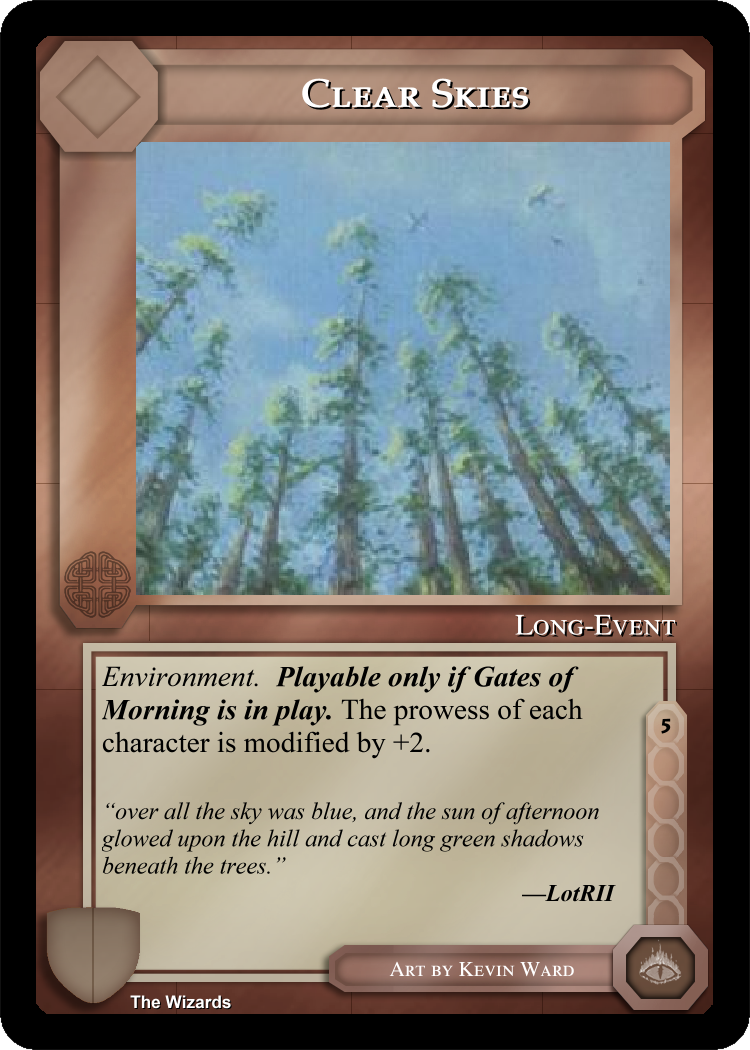 Clear Skies
Long-Event
Environment. Playable only if Gates of
Morning is in play. The prowess of each
character is modified by +2.
5
“over all the sky was blue, and the sun of afternoon
glowed upon the hill and cast long green shadows
beneath the trees.”
—LotRII
Art by Kevin Ward
The Wizards